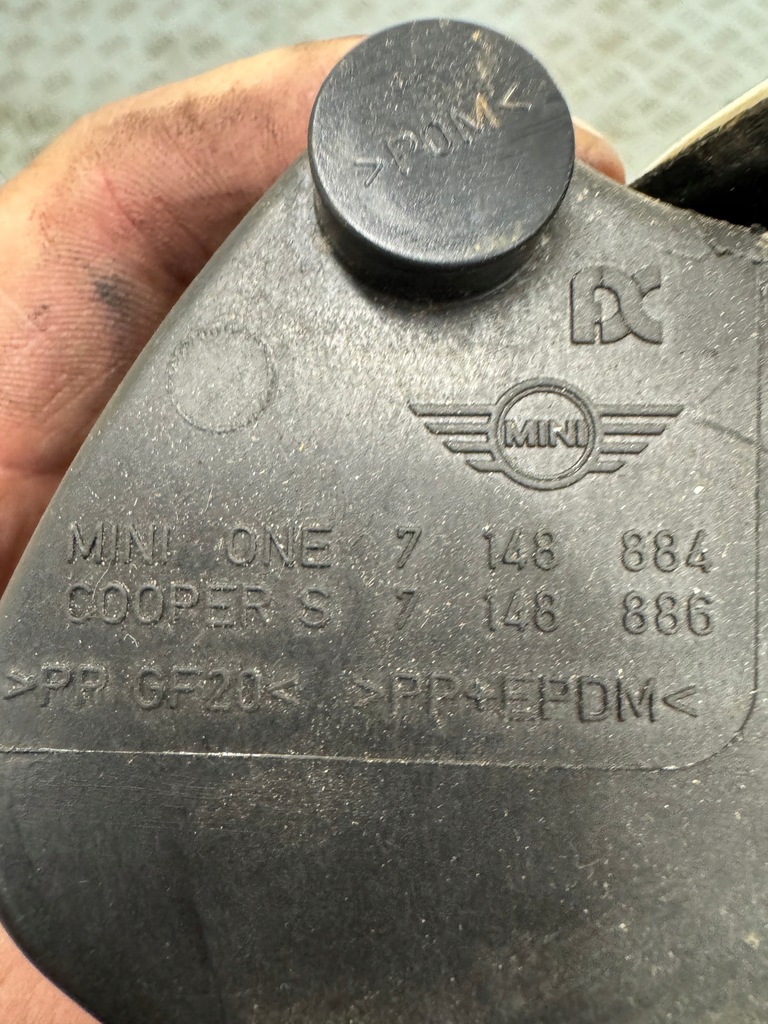 >POM<
MINI
MINI ONE 7 148 884
COOPER S 7 148 886
>PP GF20< >PP+EPDM<